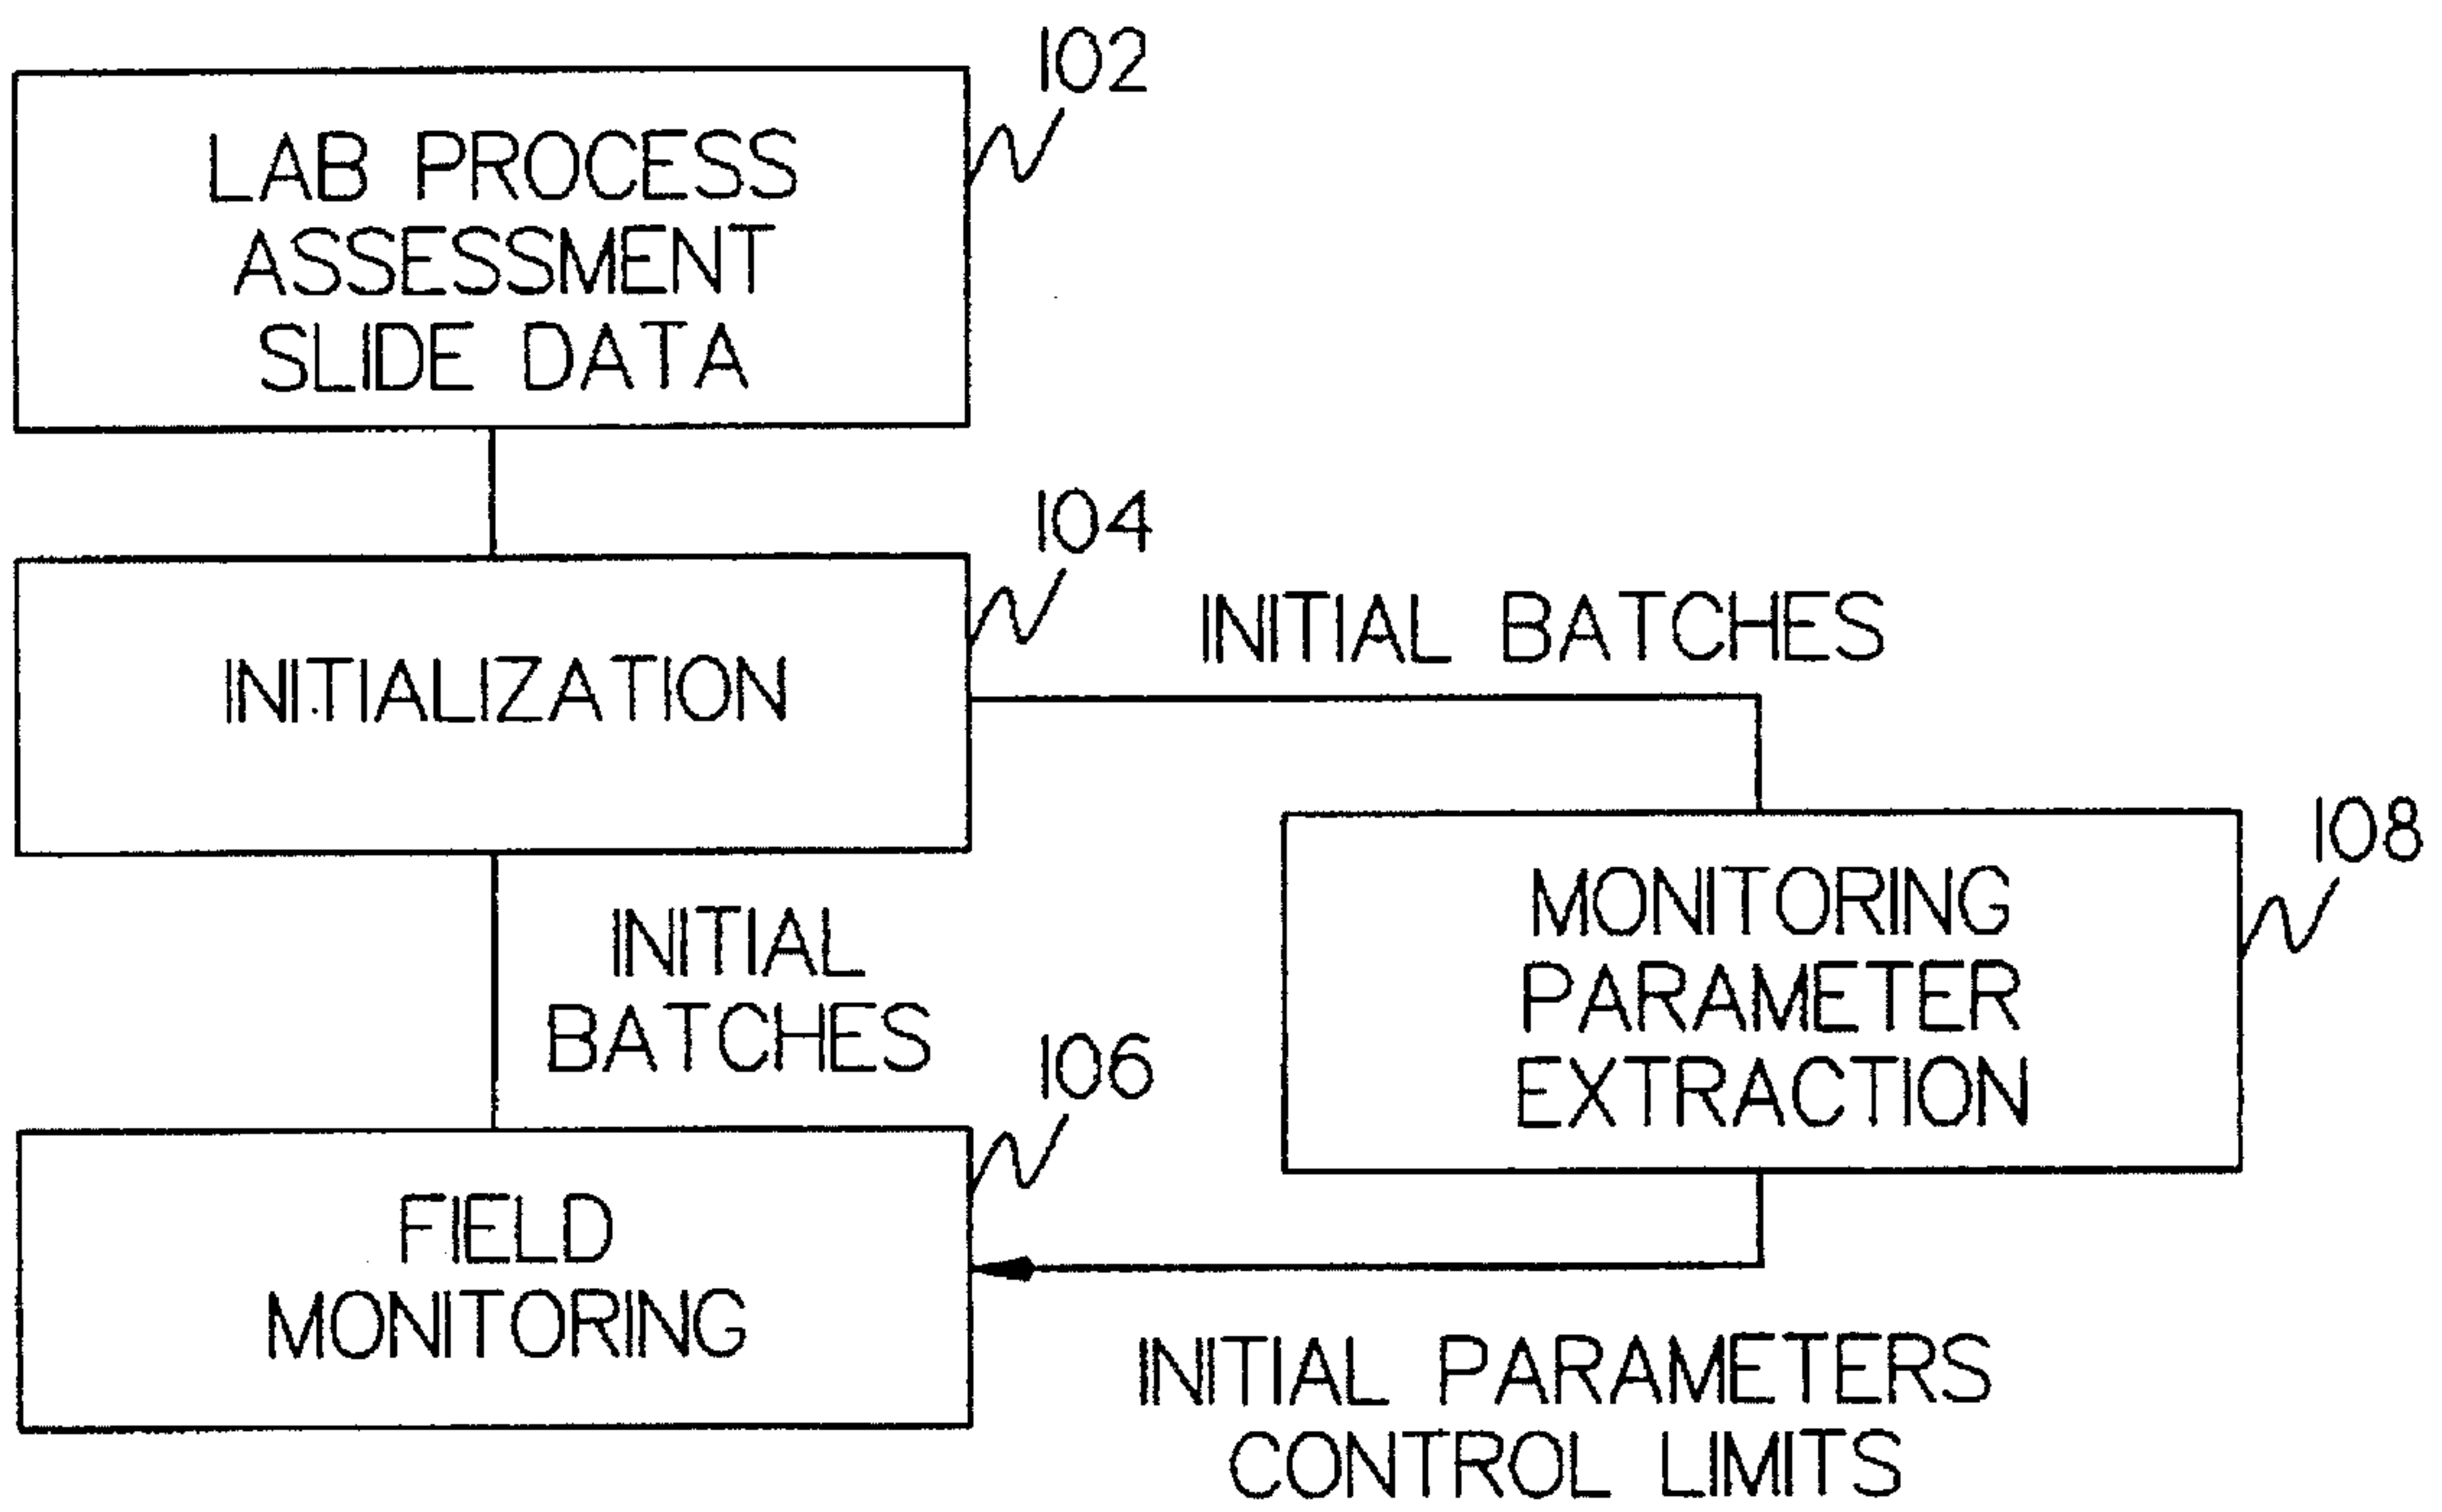 102
LAB PROCESS
ASSESSMENT
SLIDE DATA
104
INITIALIZATION
INITIAL BATCHES
108
MONITORING
PARAMETER
EXTRACTION
INITIAL
BATCHES
106
FIELD
MONITORING
INITIAL PARAMETERS
CONTROL LIMITS